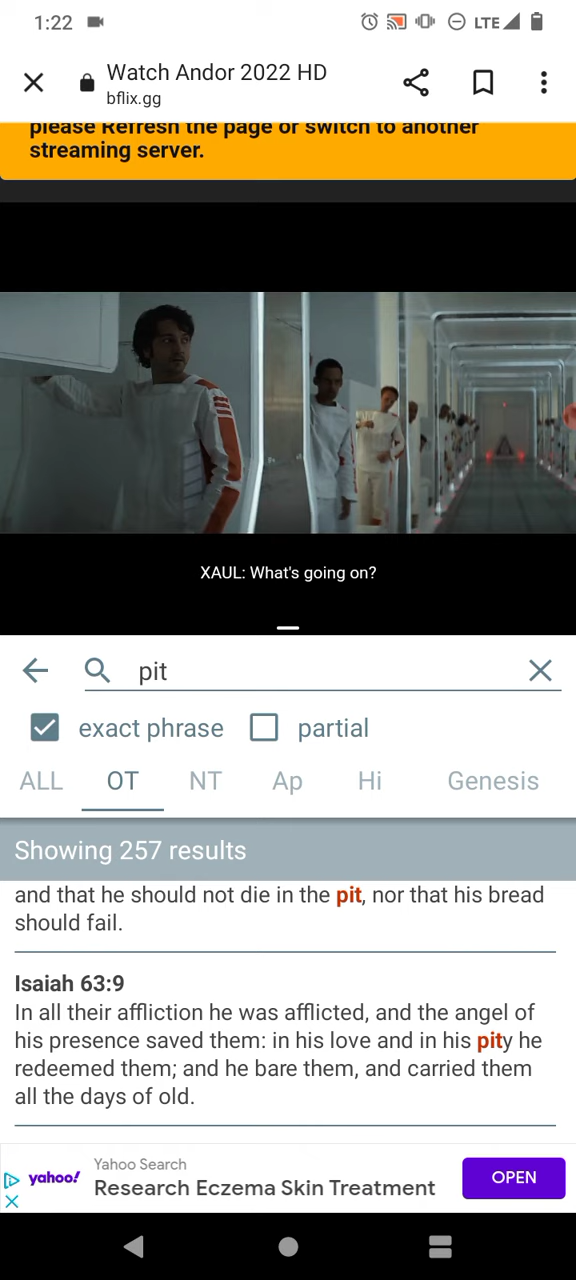 1:22
LTE
Watch Andor 2022 HD
bflix.gg
please Refresh the page or switch to another
streaming server.
XAUL: What's going on?
pit
exact phrase
partial
ALL OT NT Ap Hi Genesis
Showing 257 results
and that he should not die in the pit, nor that his bread
should fail.
Isaiah 63:9
In all their affliction he was afflicted, and the angel of
his presence saved them: in his love and in his pity he
redeemed them; and he bare them, and carried them
all the days of old.
yahoo!
Yahoo Search
Research Eczema Skin Treatment
OPEN